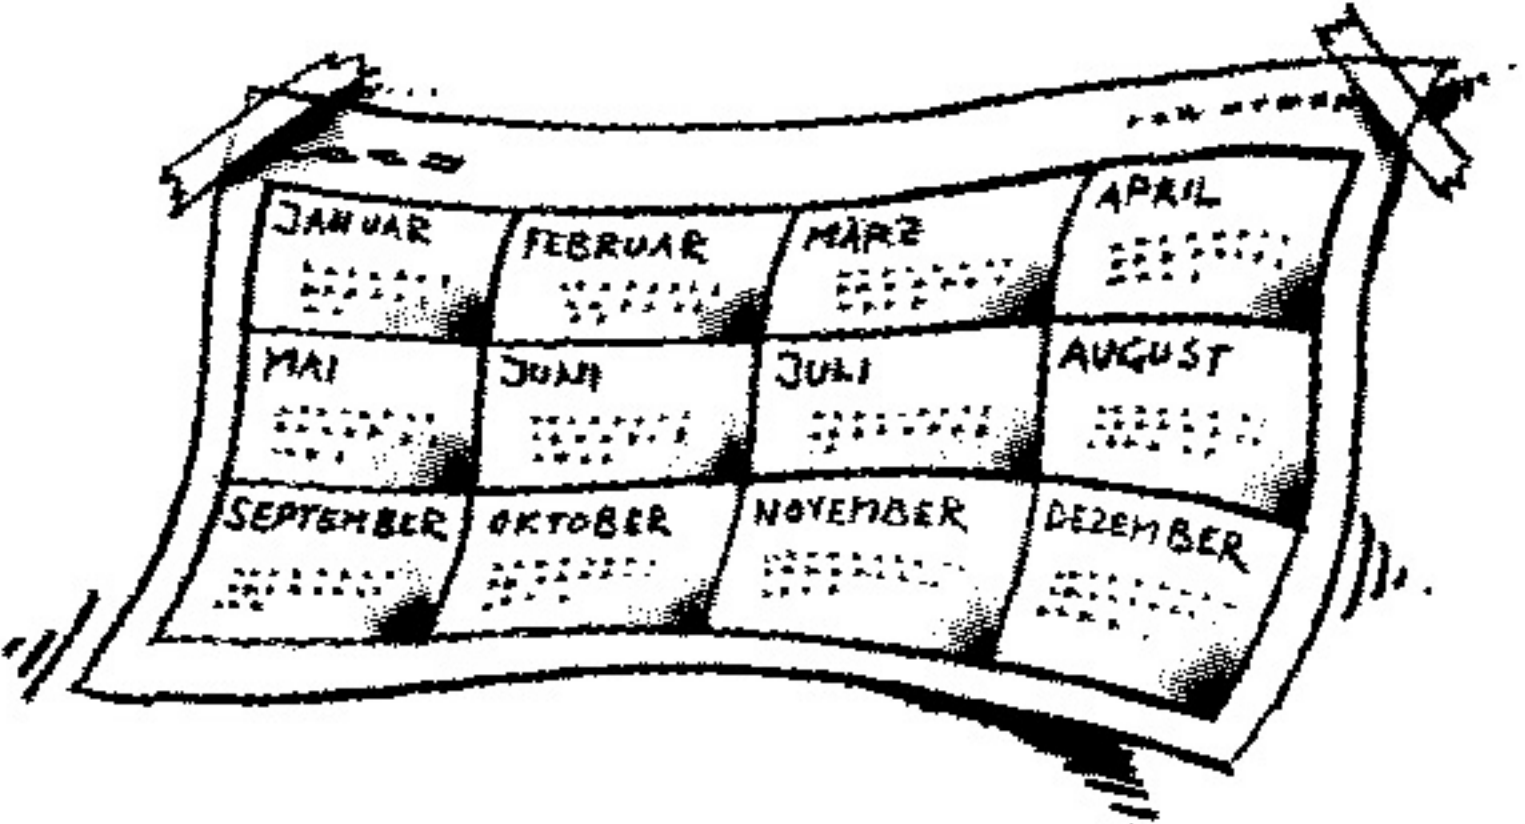 JANUAR
FEBRUAR
MÄRZ
APRIL
MAI
JUNI
JULI
AUGUST
SEPTEMBER
OKTOBER
NOVEMBER
DEZEMBER